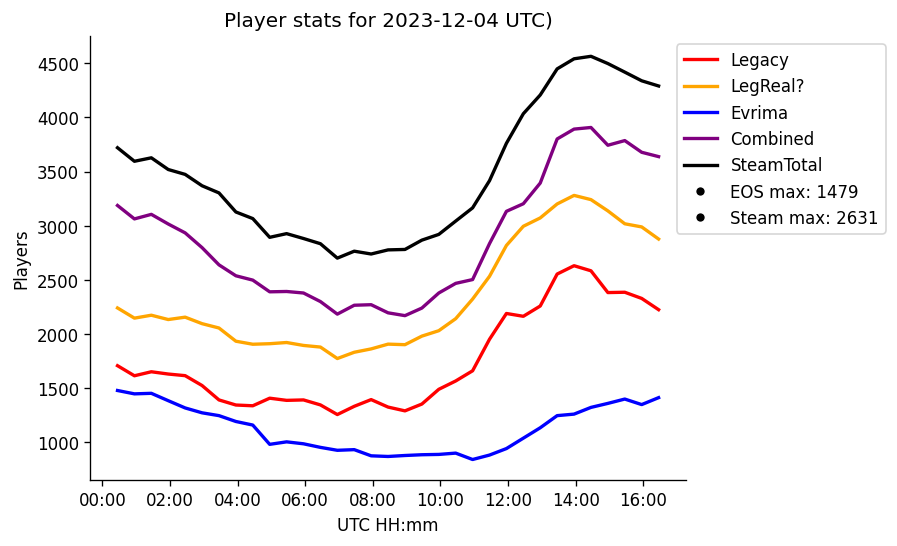 Player stats for 2023-12-04 UTC)
Legacy
LegReal?
Evrima
Combined
SteamTotal
EOS max: 1479
Steam max: 2631
Players
4500
4000
3500
3000
2500
2000
1500
1000
00:00 02:00 04:00 06:00 08:00 10:00 12:00 14:00 16:00
UTC HH:mm